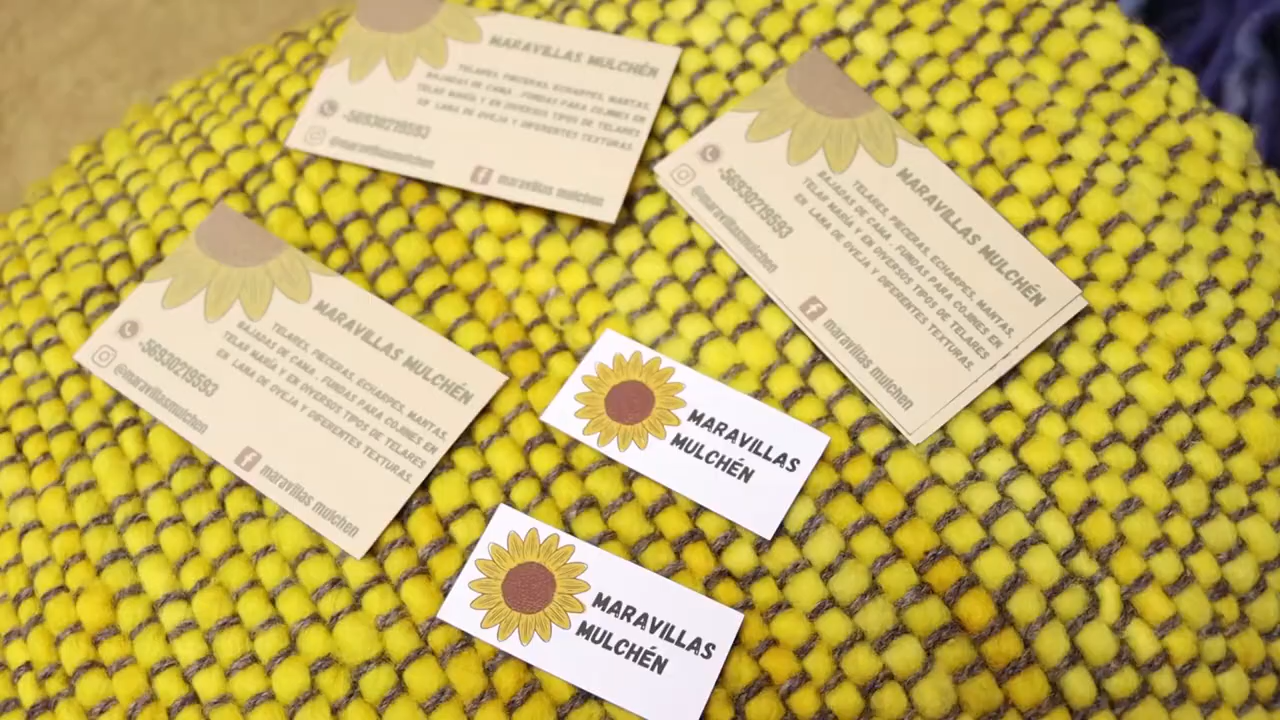 MARAVILLAS MULCHÉN
TELARES, PIECERAS, ECHARPES, MANTAS,
BAJADAS DE CAMA . FUNDAS PARA COJINES EN
TELAR MARÍA Y EN DIVERSOS TIPOS DE TELARES
EN LANA DE OVEJA Y DIFERENTES TEXTURAS.
-56930219593
@maravillasmulchen
maravillas mulchen
MARAVILLAS MULCHÉN
TELARES, PIECERAS, ECHARPES, MANTAS,
BAJADAS DE CAMA . FUNDAS PARA COJINES EN
TELAR MARÍA Y EN DIVERSOS TIPOS DE TELARES
EN LANA DE OVEJA Y DIFERENTES TEXTURAS.
-56930219593
@maravillasmulchen
maravillas mulchen
MARAVILLAS MULCHÉN
TELARES, PIECERAS, ECHARPES, MANTAS,
BAJADAS DE CAMA . FUNDAS PARA COJINES EN
TELAR MARÍA Y EN DIVERSOS TIPOS DE TELARES
EN LANA DE OVEJA Y DIFERENTES TEXTURAS.
-56930219593
@maravillasmulchen
maravillas mulchen
MARAVILLAS
MULCHÉN
MARAVILLAS
MULCHÉN